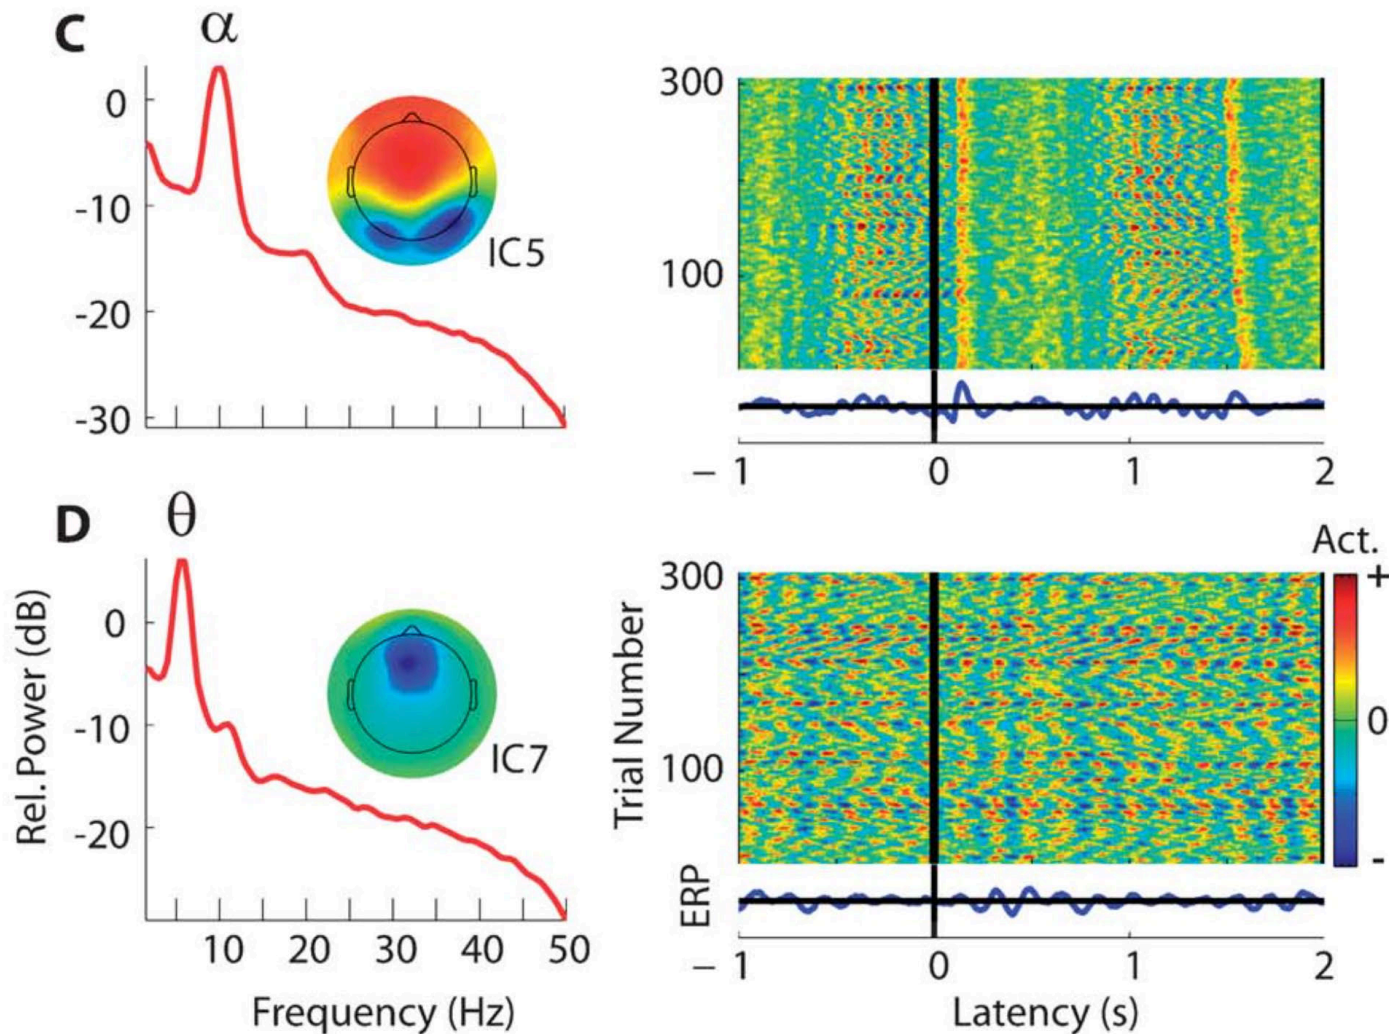 C
α
0
-10
-20
-30
IC5
300
100
– 1
0
1
2
D
θ
Rel. Power (dB)
0
-10
-20
IC7
10
20
30
40
50
Frequency (Hz)
Trial Number
300
100
ERP
– 1
0
1
2
Latency (s)
Act.
+
0
-